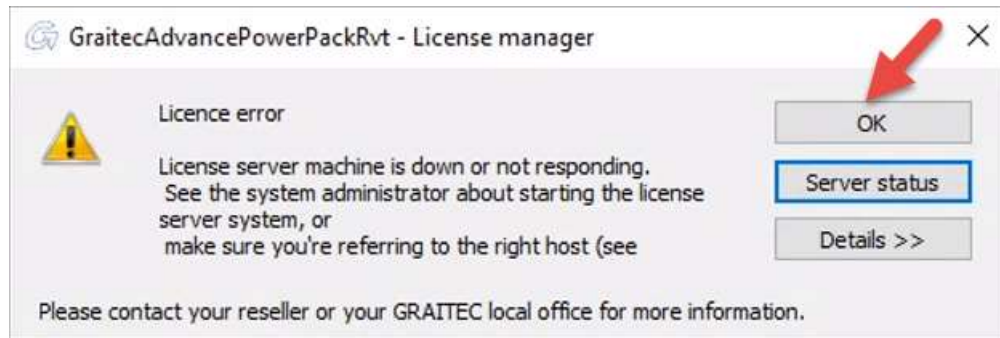 GraitecAdvancePowerPackRvt - License manager
Licence error
OK
License server machine is down or not responding.
See the system administrator about starting the license
server system, or
make sure you're referring to the right host (see
Server status
Details >>
Please contact your reseller or your GRAITEC local office for more information.